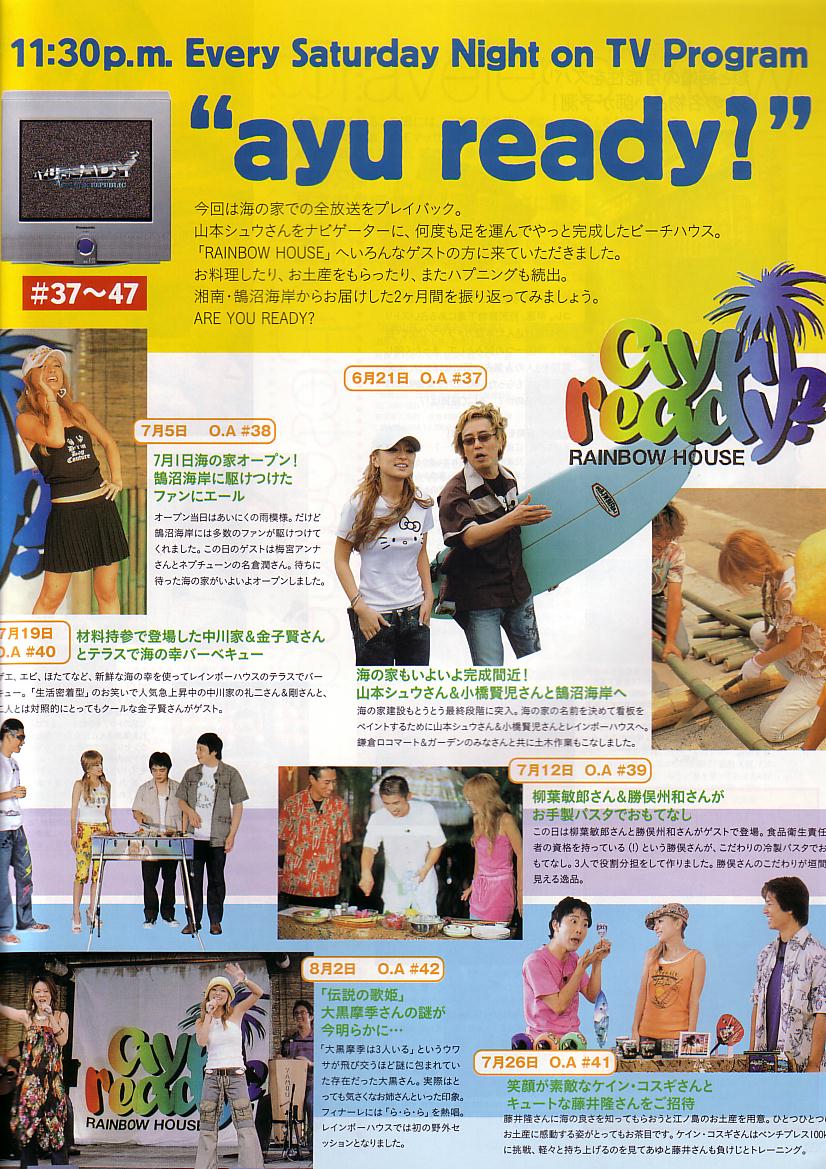 11:30p.m. Every Saturday Night on TV Program
"ayu ready?"
今回は海の家での全放送をプレイバック。
山本シュウさんをナビゲーターに、何度も足を運んでやっと完成したビーチハウス。
「RAINBOW HOUSE」へいろんなゲストの方に来ていただきました。
お料理したり、お土産をもらったり、またハプニングも続出。
湘南・鵠沼海岸からお届けした2ヶ月間を振り返ってみましょう。
ARE YOU READY?
Panasonic
#37〜47
ayu
ready?
RAINBOW HOUSE
6月21日 O.A #37
海の家もいよいよ完成間近!
山本シュウさん&小橋賢児さんと鵠沼海岸へ
海の家建設もとうとう最終段階に突入。海の家の名前を決めて看板を
ペイントするために山本シュウさん&小橋賢児さんとレインボーハウスへ。
鎌倉ロコマート&ガーデンのみなさんと共に土木作業もこなしました。
7月5日 O.A #38
7月1日海の家オープン!
鵠沼海岸に駆けつけた
ファンにエール
オープン当日はあいにくの雨模様。だけど
鵠沼海岸には多数のファンが駆けつけて
くれました。この日のゲストは梅宮アンナ
さんとネプチューンの名倉潤さん。待ちに
待った海の家がいよいよオープンしました。
7月19日
O.A #40
材料持参で登場した中川家&金子賢さん
とテラスで海の幸バーベキュー
ザエ、エビ、ほたてなど、新鮮な海の幸を使ってレインボーハウスのテラスでバー
キュー。「生活密着型」のお笑いで人気急上昇中の中川家の礼二さん&剛さんと、
二人とは対照的にとってもクールな金子賢さんがゲスト。
7月12日 O.A #39
柳葉敏郎さん&勝俣州和さんが
お手製パスタでおもてなし
この日は柳葉敏郎さんと勝俣州和さんがゲストで登場。食品衛生責任
者の資格を持っている(!)という勝俣さんが、こだわりの冷製パスタでお
もてなし。3人で役割分担をして作りました。勝俣さんのこだわりが垣間
見える逸品。
8月2日 O.A #42
「伝説の歌姫」
大黒摩季さんの謎が
今明らかに…
「大黒摩季は3人いる」というウワ
サが飛び交うほど謎に包まれてい
た存在だった大黒さん。実際はと
っても気さくなお姉さんといった印象。
フィナーレには「ら・ら・ら」を熱唱。
レインボーハウスでは初の野外セ
ッションとなりました。
ayu
ready?
RAINBOW HOUSE
7月26日 O.A #41
笑顔が素敵なケイン・コスギさんと
キュートな藤井隆さんをご招待
藤井隆さんに海の良さを知ってもらおうと江ノ島のお土産を用意。ひとつひとつ
お土産に感動する姿がとってもお茶目です。ケイン・コスギさんはベンチプレス100k
に挑戦、軽々と持ち上げるのを見てあゆと藤井さんも負けじとトレーニング。